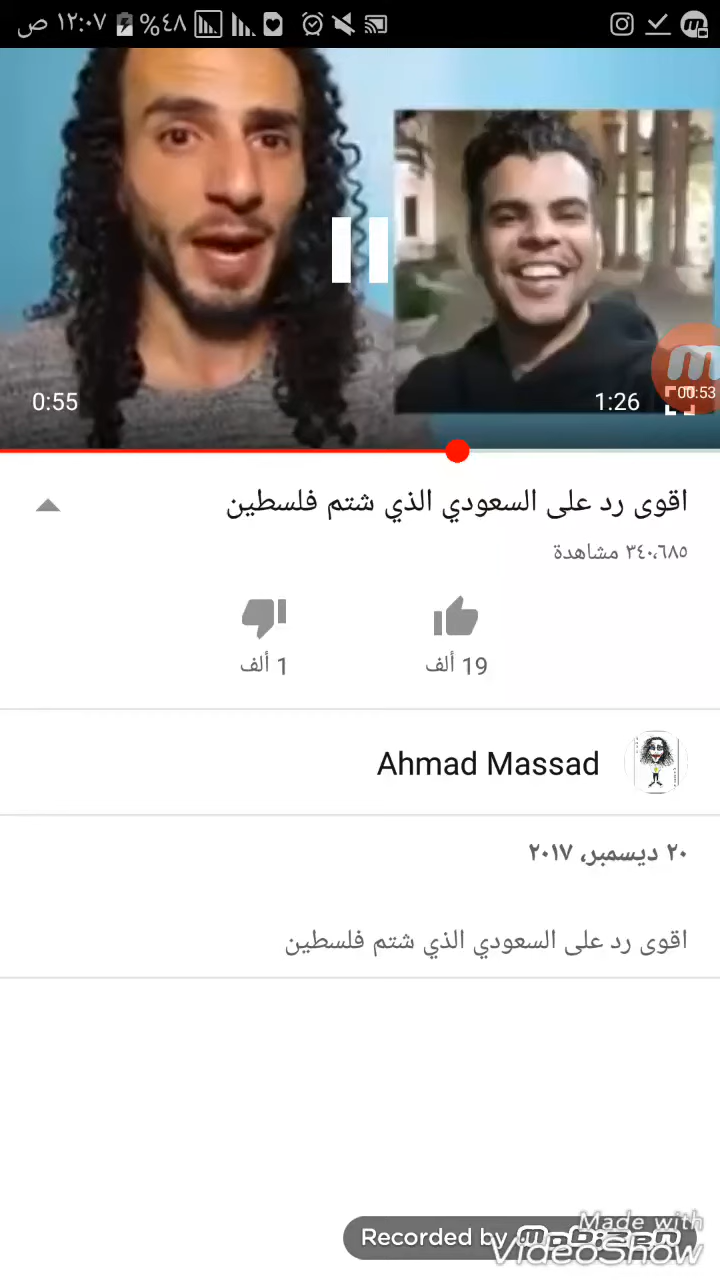 ١٢:٠٧ ص %٤٨
0:55
1:26
00:53
اقوى رد على السعودي الذي شتم فلسطين
٣٤٠،٦٨٥ مشاهدة
19 ألف
1 ألف
Ahmad Massad
٢٠ ديسمبر، ٢٠١٧
اقوى رد على السعودي الذي شتم فلسطين
Made with
Recorded by mobizen
VideoShow